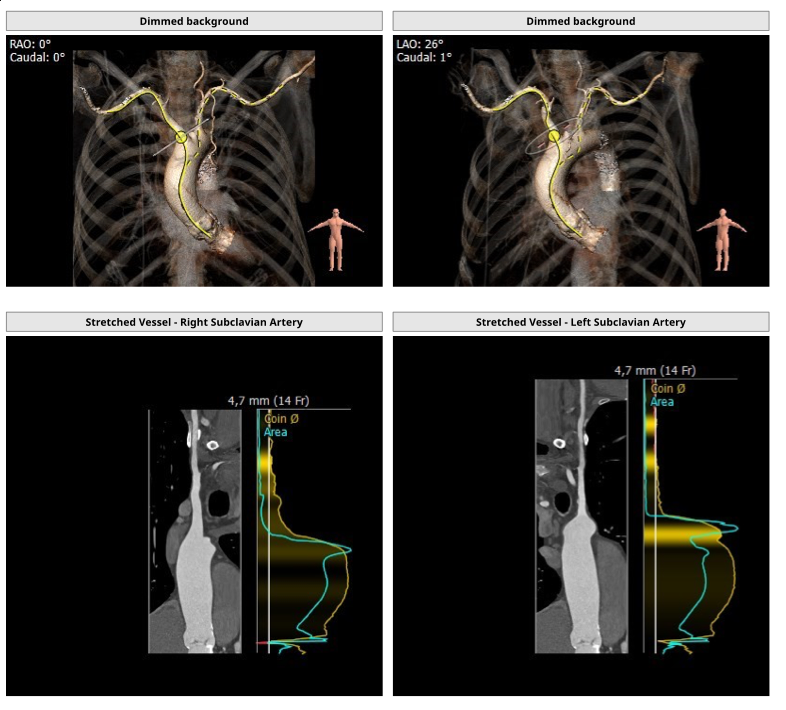 Dimmed background
Dimmed background
RAO: 0°
Caudal: 0°
LAO: 26°
Caudal: 1°
Stretched Vessel - Right Subclavian Artery
Stretched Vessel - Left Subclavian Artery
4,7 mm (14 Fr)
Coin Ø
Area
4,7 mm (14 Fr)
Coin Ø
Area